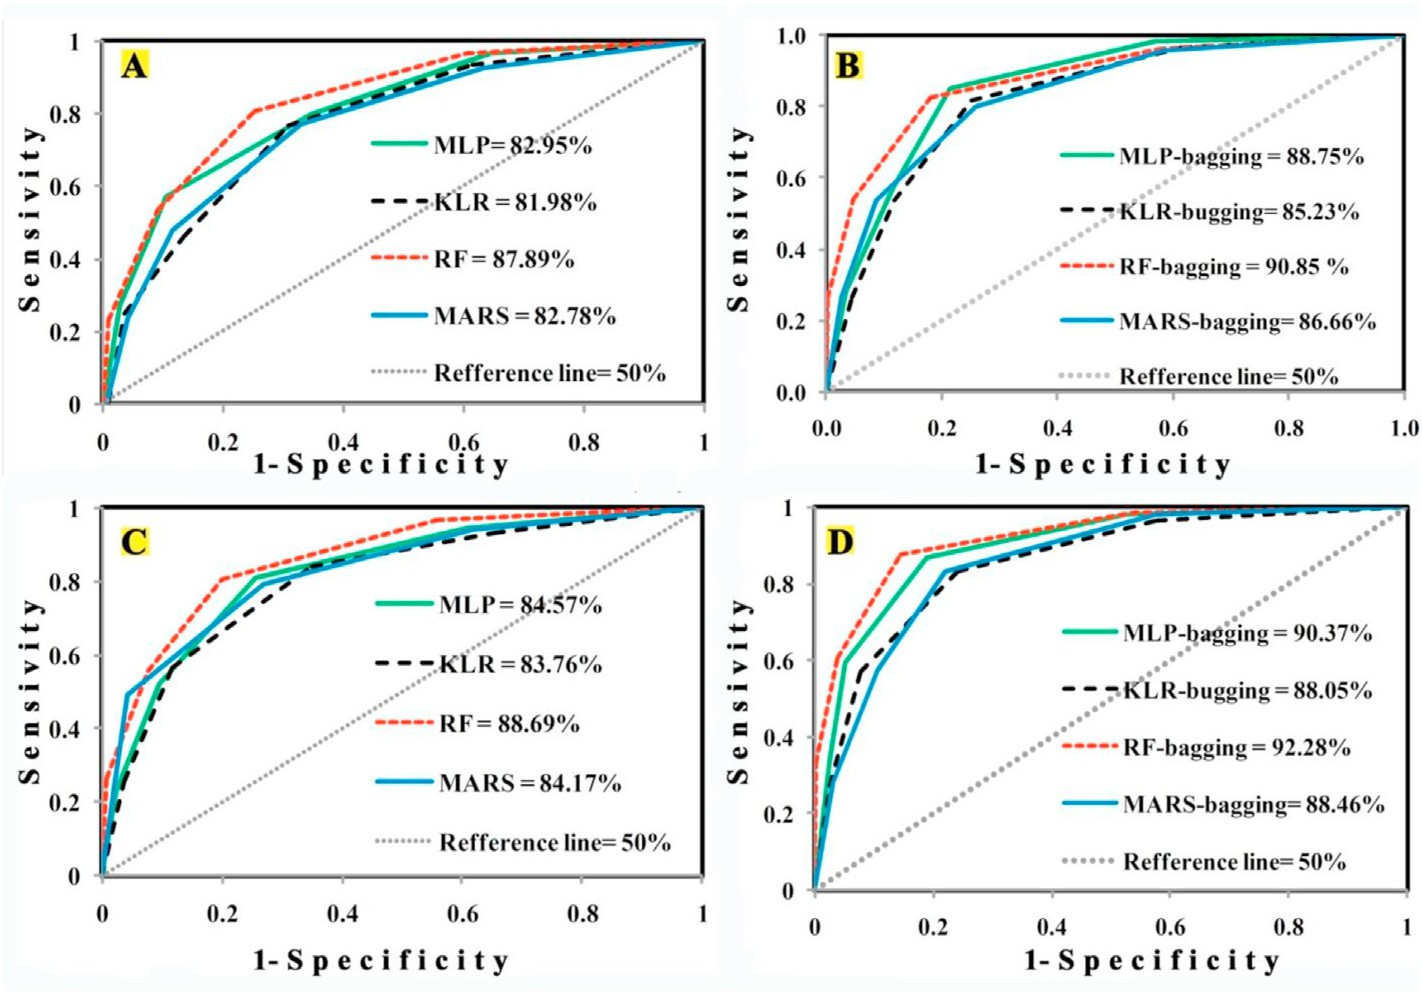 A
Sensitivity
1
0.8
0.6
0.4
0.2
0
MLP= 82.95%
KLR = 81.98%
RF = 87.89%
MARS = 82.78%
Refference line= 50%
0 0.2 0.4 0.6 0.8 1
1- Specificity
B
Sensitivity
1.0
0.8
0.6
0.4
0.2
0.0
MLP-bagging = 88.75%
KLR-bugging= 85.23%
RF-bagging = 90.85 %
MARS-bagging= 86.66%
Refference line= 50%
0.0 0.2 0.4 0.6 0.8 1.0
1- Specificity
C
Sensitivity
1
0.8
0.6
0.4
0.2
0
MLP = 84.57%
KLR = 83.76%
RF = 88.69%
MARS = 84.17%
Refference line= 50%
0 0.2 0.4 0.6 0.8 1
1- Specificity
D
Sensitivity
1
0.8
0.6
0.4
0.2
0
MLP-bagging = 90.37%
KLR-bugging = 88.05%
RF-bagging = 92.28%
MARS-bagging= 88.46%
Refference line= 50%
0 0.2 0.4 0.6 0.8 1
1- Specificity